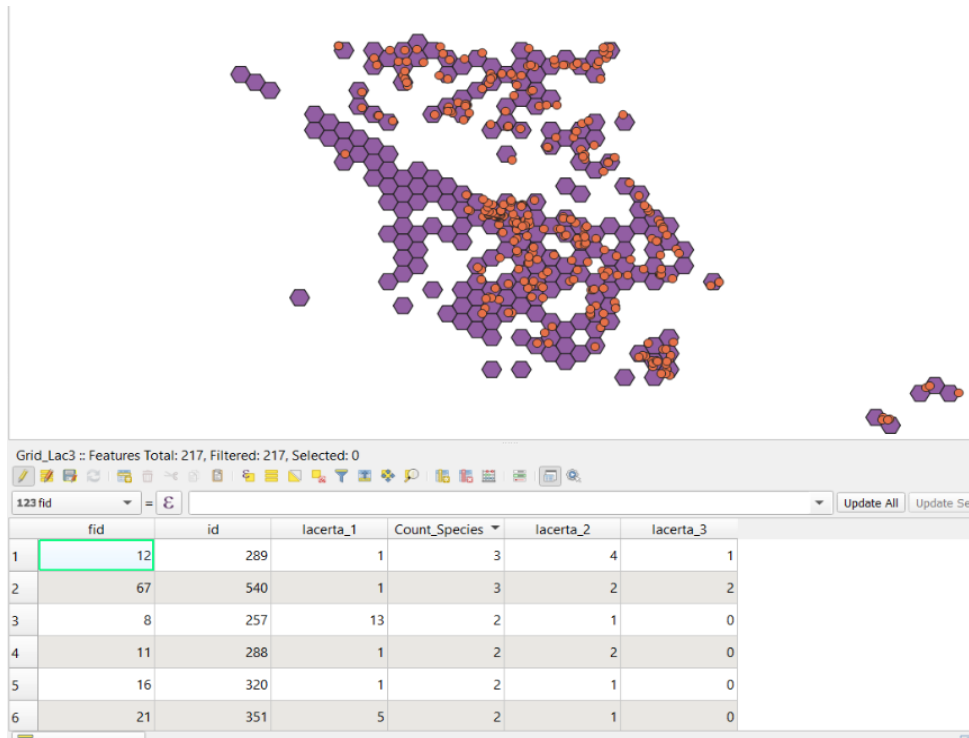 Grid_Lac3 :: Features Total: 217, Filtered: 217, Selected: 0
123 fid = ε Update All Update Se
fid id lacerta_1 Count_Species lacerta_2 lacerta_3
1 12 289 1 3 4 1
2 67 540 1 3 2 2
3 8 257 13 2 1 0
4 11 288 1 2 2 0
5 16 320 1 2 1 0
6 21 351 5 2 1 0